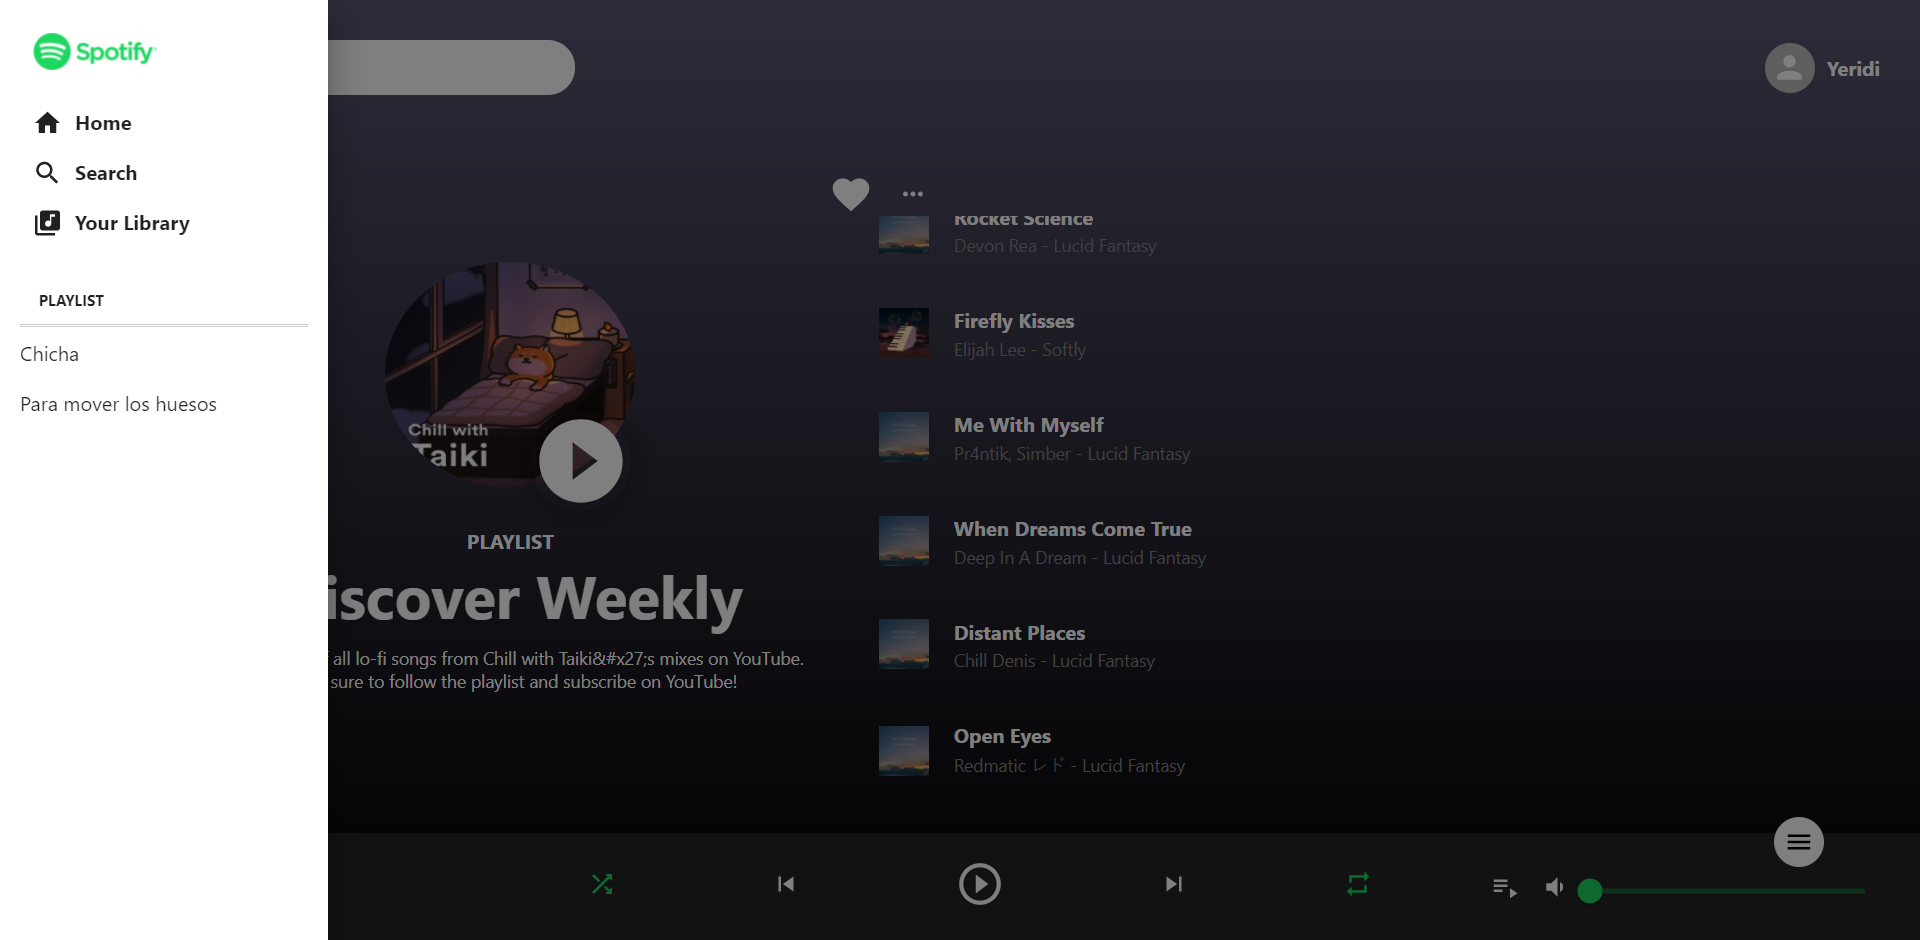 Spotify
Home
Search
Your Library
PLAYLIST
Chicha
Para mover los huesos
Yeridi
Chill with
Taiki
PLAYLIST
iscover Weekly
all lo-fi songs from Chill with Taiki&#x27;s mixes on YouTube.
sure to follow the playlist and subscribe on YouTube!
Rocket Science
Devon Rea - Lucid Fantasy
Firefly Kisses
Elijah Lee - Softly
Me With Myself
Pr4ntik, Simber - Lucid Fantasy
When Dreams Come True
Deep In A Dream - Lucid Fantasy
Distant Places
Chill Denis - Lucid Fantasy
Open Eyes
Redmatic レド - Lucid Fantasy